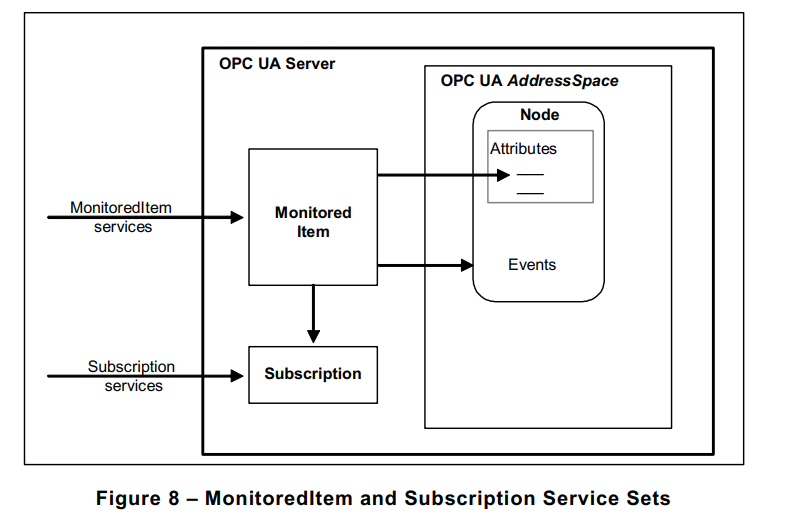 OPC UA Server
OPC UA AddressSpace
Node
Attributes
MonitoredItem
services
Monitored
Item
Events
Subscription
services
Subscription
Figure 8 – MonitoredItem and Subscription Service Sets